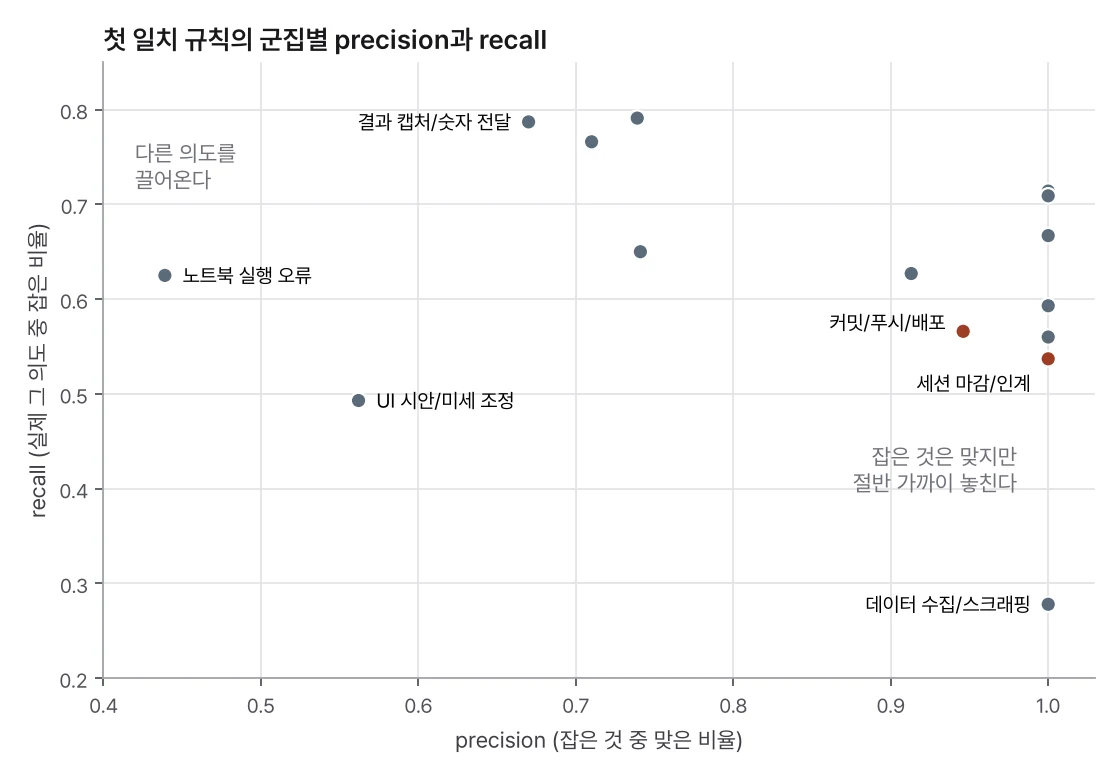 첫 일치 규칙의 군집별 precision과 recall
0.8
0.7
0.6
0.5
0.4
0.3
0.2
recall (실제 그 의도 중 잡은 비율)
결과 캡처/숫자 전달
다른 의도를
끌어온다
노트북 실행 오류
커밋/푸시/배포
세션 마감/인계
UI 시안/미세 조정
잡은 것은 맞지만
절반 가까이 놓친다
데이터 수집/스크래핑
0.4 0.5 0.6 0.7 0.8 0.9 1.0
precision (잡은 것 중 맞은 비율)